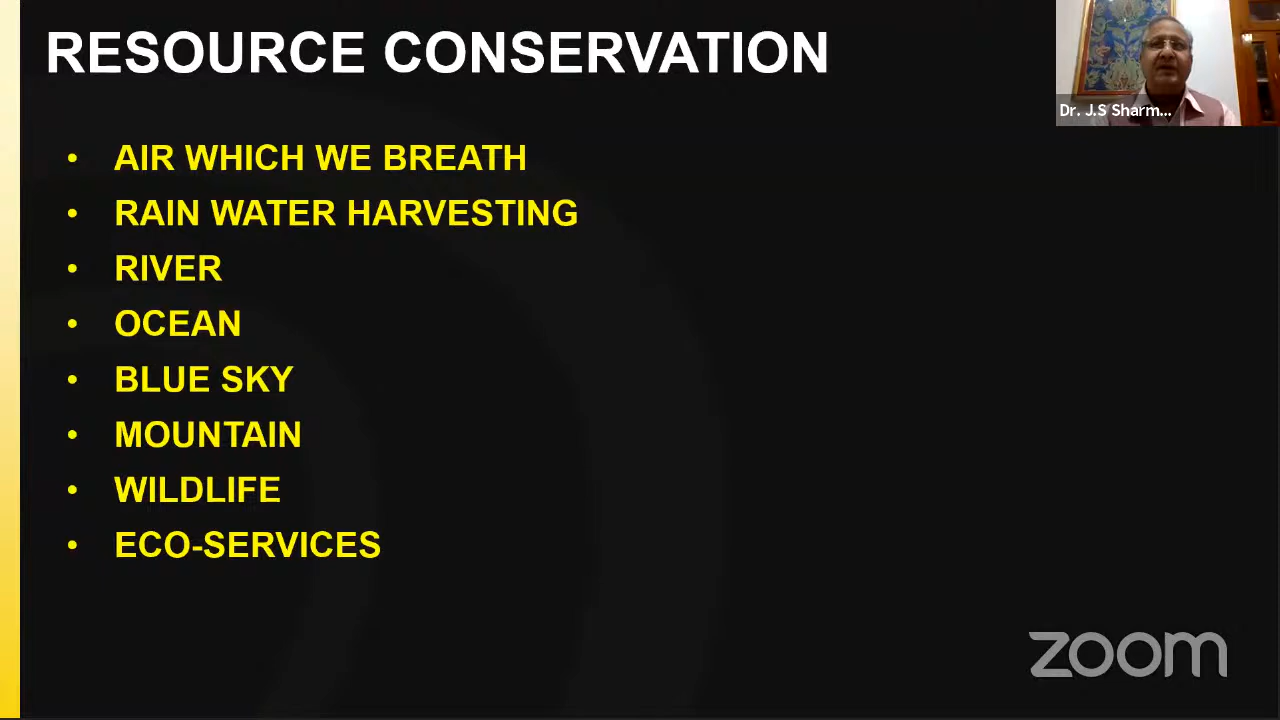 RESOURCE CONSERVATION
Dr. J.S Sharm...
• AIR WHICH WE BREATH
• RAIN WATER HARVESTING
• RIVER
• OCEAN
• BLUE SKY
• MOUNTAIN
• WILDLIFE
• ECO-SERVICES
zoom